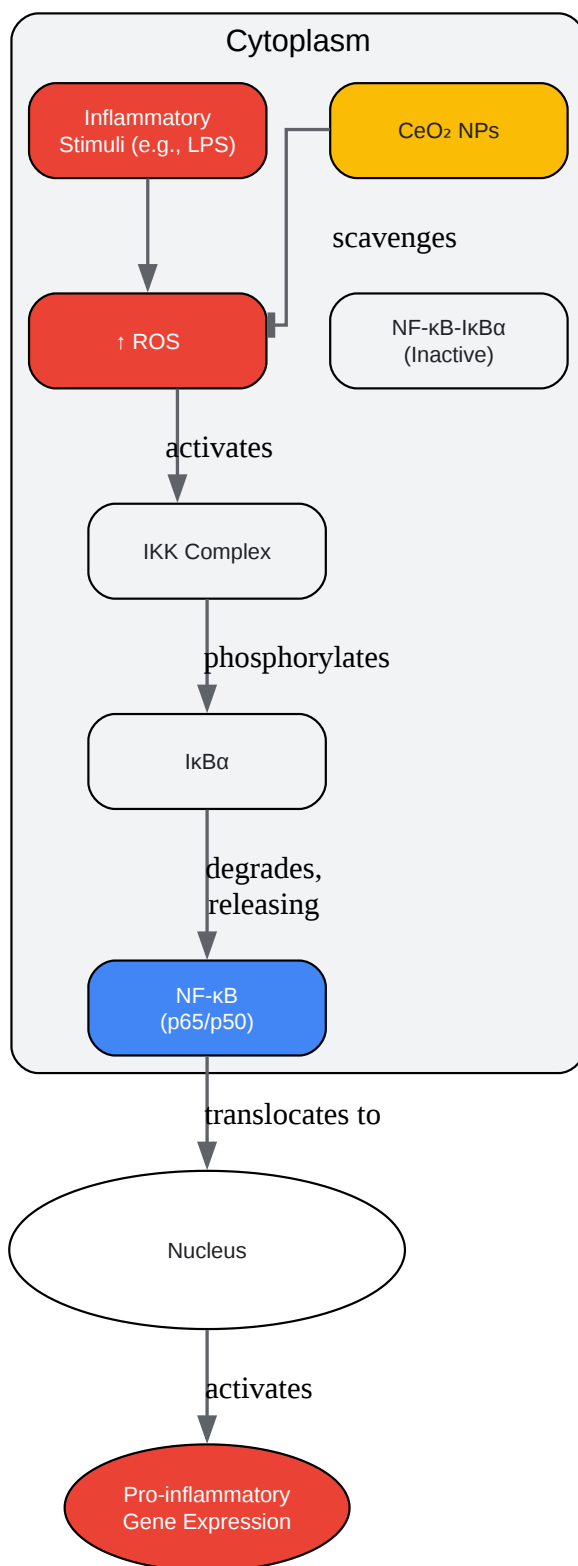 Cytoplasm
Inflammatory
Stimuli (e.g., LPS)
CeO₂ NPs
scavenges
↑ ROS
NF-κB-IκBα
(Inactive)
activates
IKK Complex
phosphorylates
IκBα
degrades,
releasing
NF-κB
(p65/p50)
translocates to
Nucleus
activates
Pro-inflammatory
Gene Expression